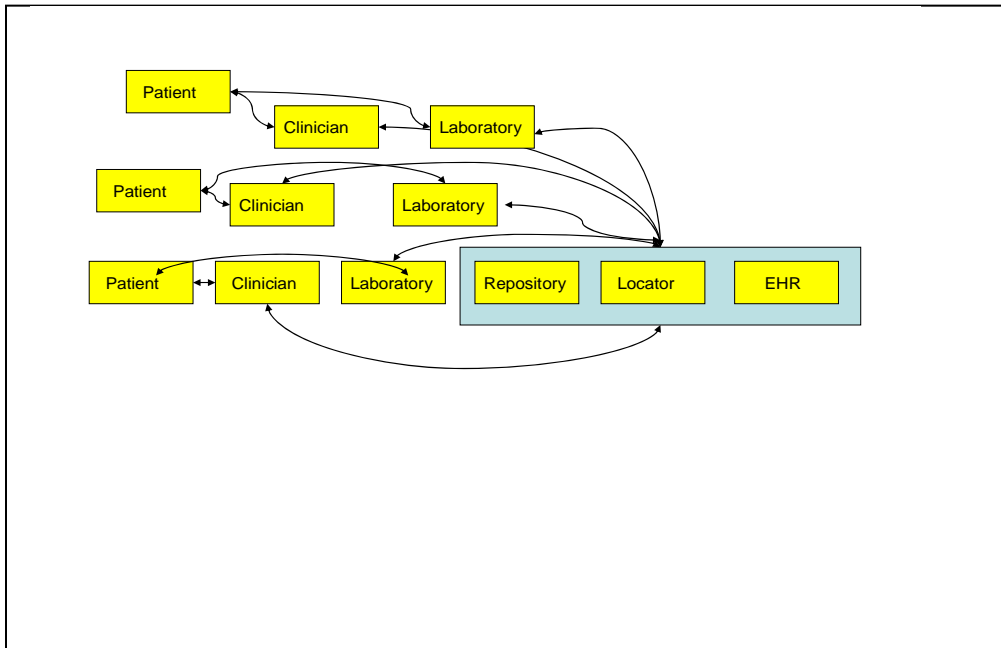 Patient
Clinician
Laboratory
Patient
Clinician
Laboratory
Patient
Clinician
Laboratory
Repository
Locator
EHR